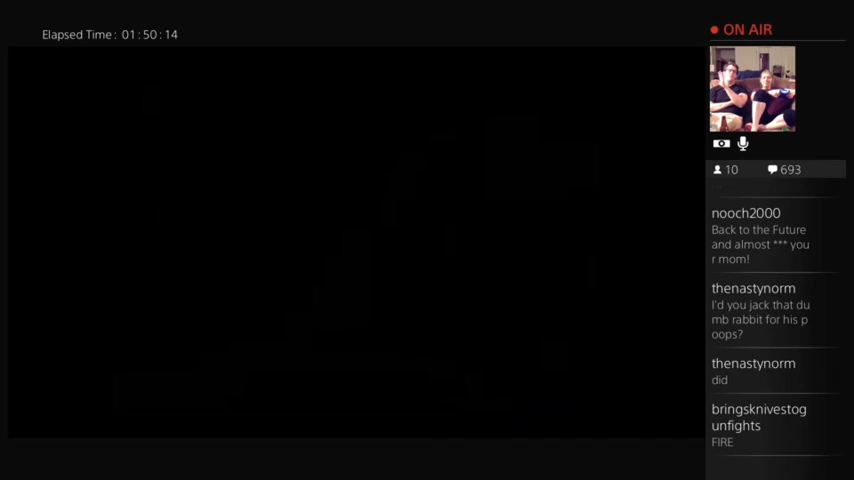 Elapsed Time: 01:50:14
ON AIR
10 693
nooch2000
Back to the Future
and almost *** you
r mom!
thenastynorm
I'd you jack that du
mb rabbit for his p
oops?
thenastynorm
did
bringsknivestog
unfights
FIRE